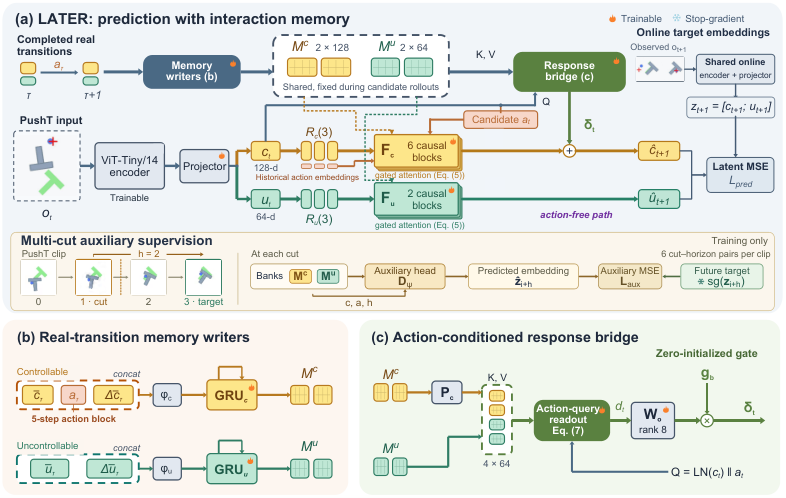 (a) LATER: prediction with interaction memory
Trainable
Stop-gradient
Completed real
transitions
a_τ
τ
τ+1
Memory
writers (b)
M^c 2 × 128
M^u 2 × 64
Shared, fixed during candidate rollouts
K, V
Response
bridge (c)
Q
Online target embeddings
Observed o_{t+1}
Shared online
encoder + projector
z_{t+1} = [c_{t+1}; u_{t+1}]
PushT input
o_t
ViT-Tiny/14
encoder
Trainable
Projector
c_t
128-d
R_c(3)
Historical action embeddings
Candidate a_t
F_c
6 causal
blocks
gated attention (Eq. (5))
δ_t
+
ĉ_{t+1}
Latent MSE
L_pred
u_t
64-d
R_u(3)
F_u
2 causal
blocks
gated attention (Eq. (5))
action-free path
û_{t+1}
Multi-cut auxiliary supervision
Training only
6 cut–horizon pairs per clip
PushT clip
h = 2
0
1 · cut
2
3 · target
At each cut
Banks M^c M^u
c, a, h
Auxiliary head
D_ψ
Predicted embedding
ẑ_{i+h}
Auxiliary MSE
L_aux
Future target
sg(z_{i+h})
(b) Real-transition memory writers
Controllable
concat
c̅_τ
a_τ
Δc̅_τ
5-step action block
φ_c
GRU_c
M^c
Uncontrollable
concat
u̅_τ
Δu̅_τ
φ_u
GRU_u
M^u
(c) Action-conditioned response bridge
M^c
P_c
K, V
M^u
4 × 64
Action-query
readout
Eq. (7)
d_t
W_o
rank 8
Zero-initialized gate
g_b
×
δ_t
Q = LN(c_t) ∥ a_t